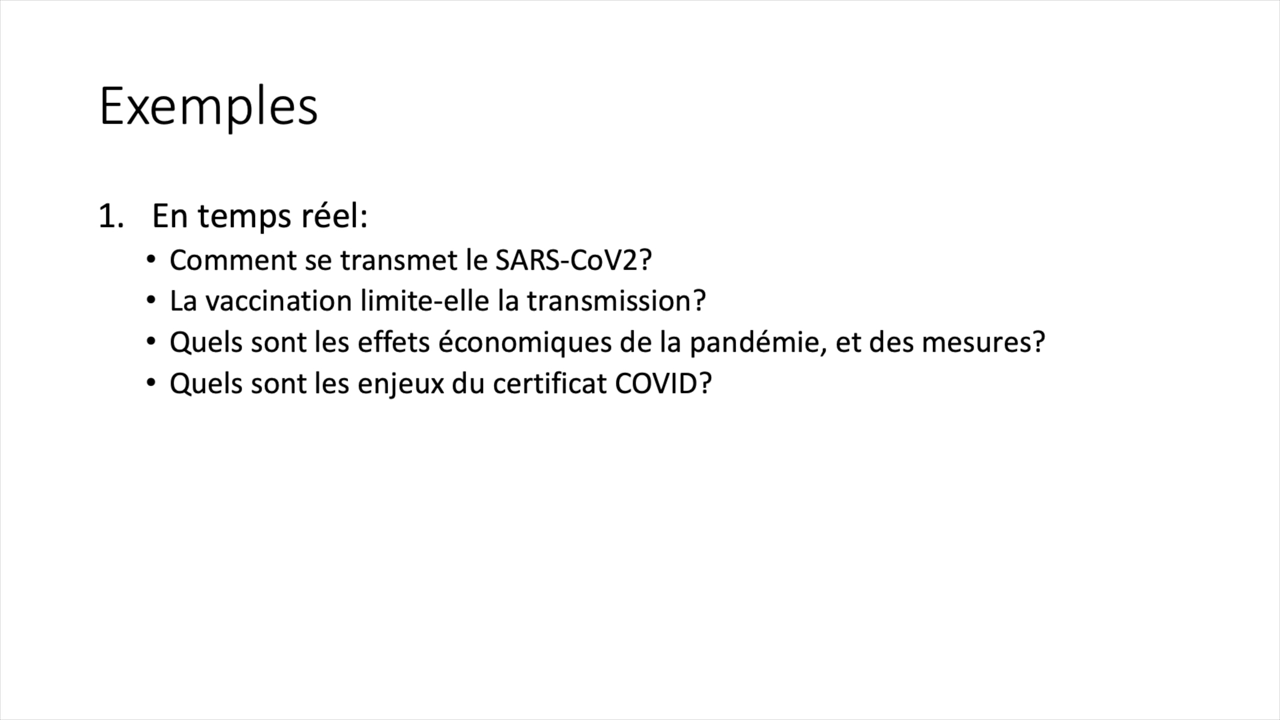 Exemples
1. En temps réel:
• Comment se transmet le SARS-CoV2?
• La vaccination limite-elle la transmission?
• Quels sont les effets économiques de la pandémie, et des mesures?
• Quels sont les enjeux du certificat COVID?